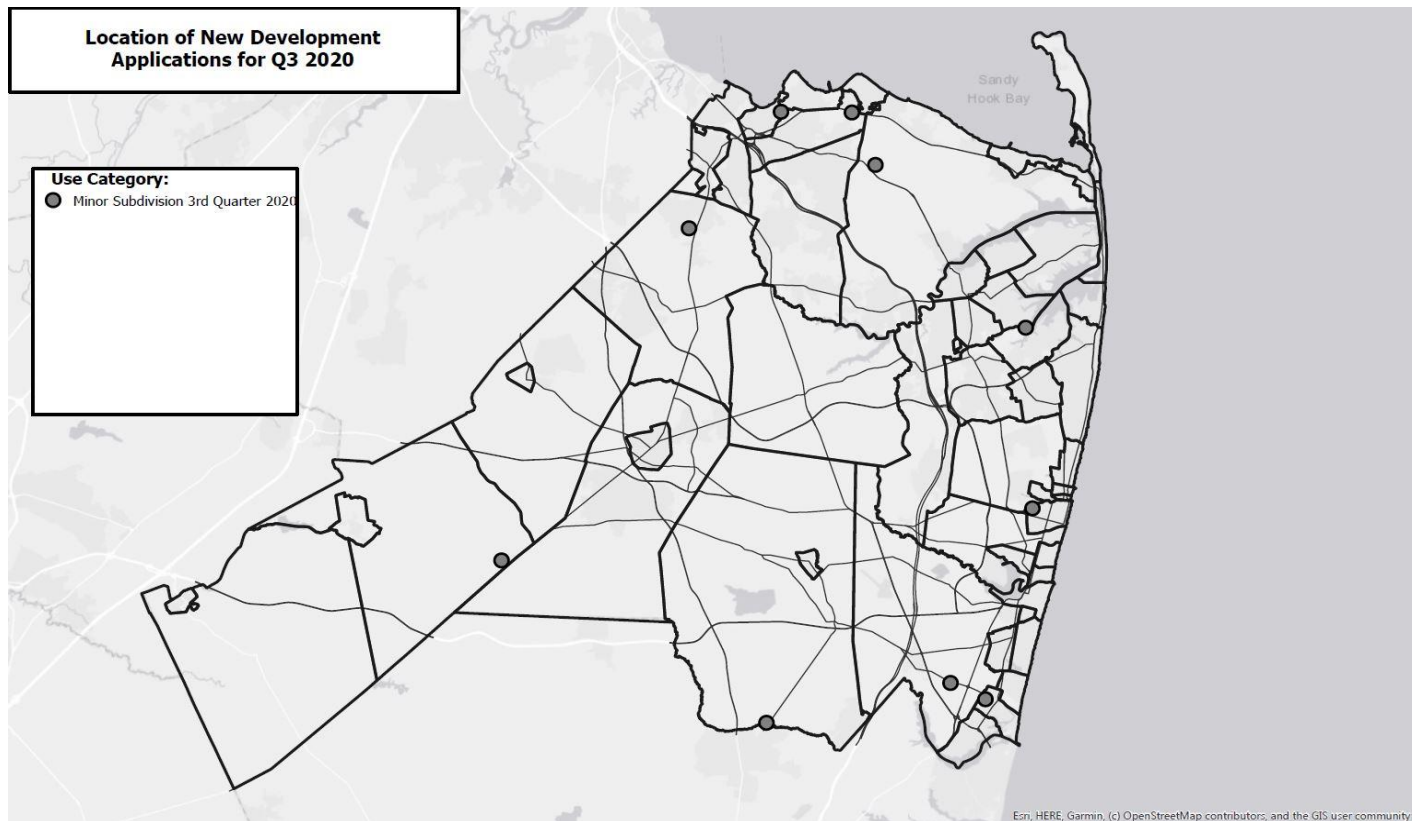 Location of New Development
Applications for Q3 2020
Sandy
Hook Bay
Use Category:
Minor Subdivision 3rd Quarter 2020
Esri, HERE, Garmin, (c) OpenStreetMap contributors, and the GIS user community